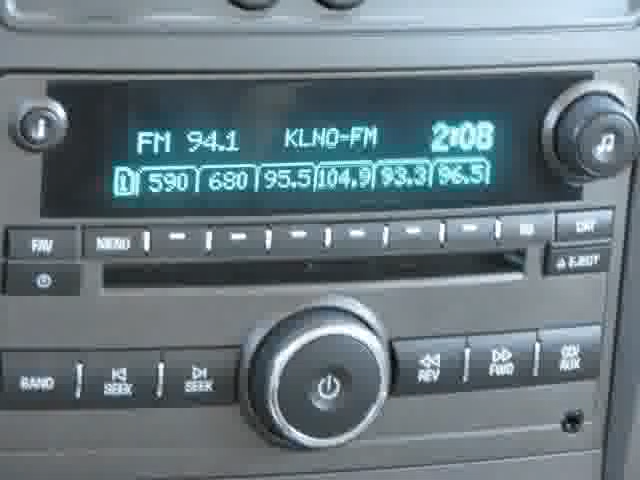 FM 94.1 KLNO-FM 2:08
1 590 680 95.5 104.9 93.3 96.5
FAV MENU CAT
EJECT
BAND SEEK SEEK REV FWD CD/AUX